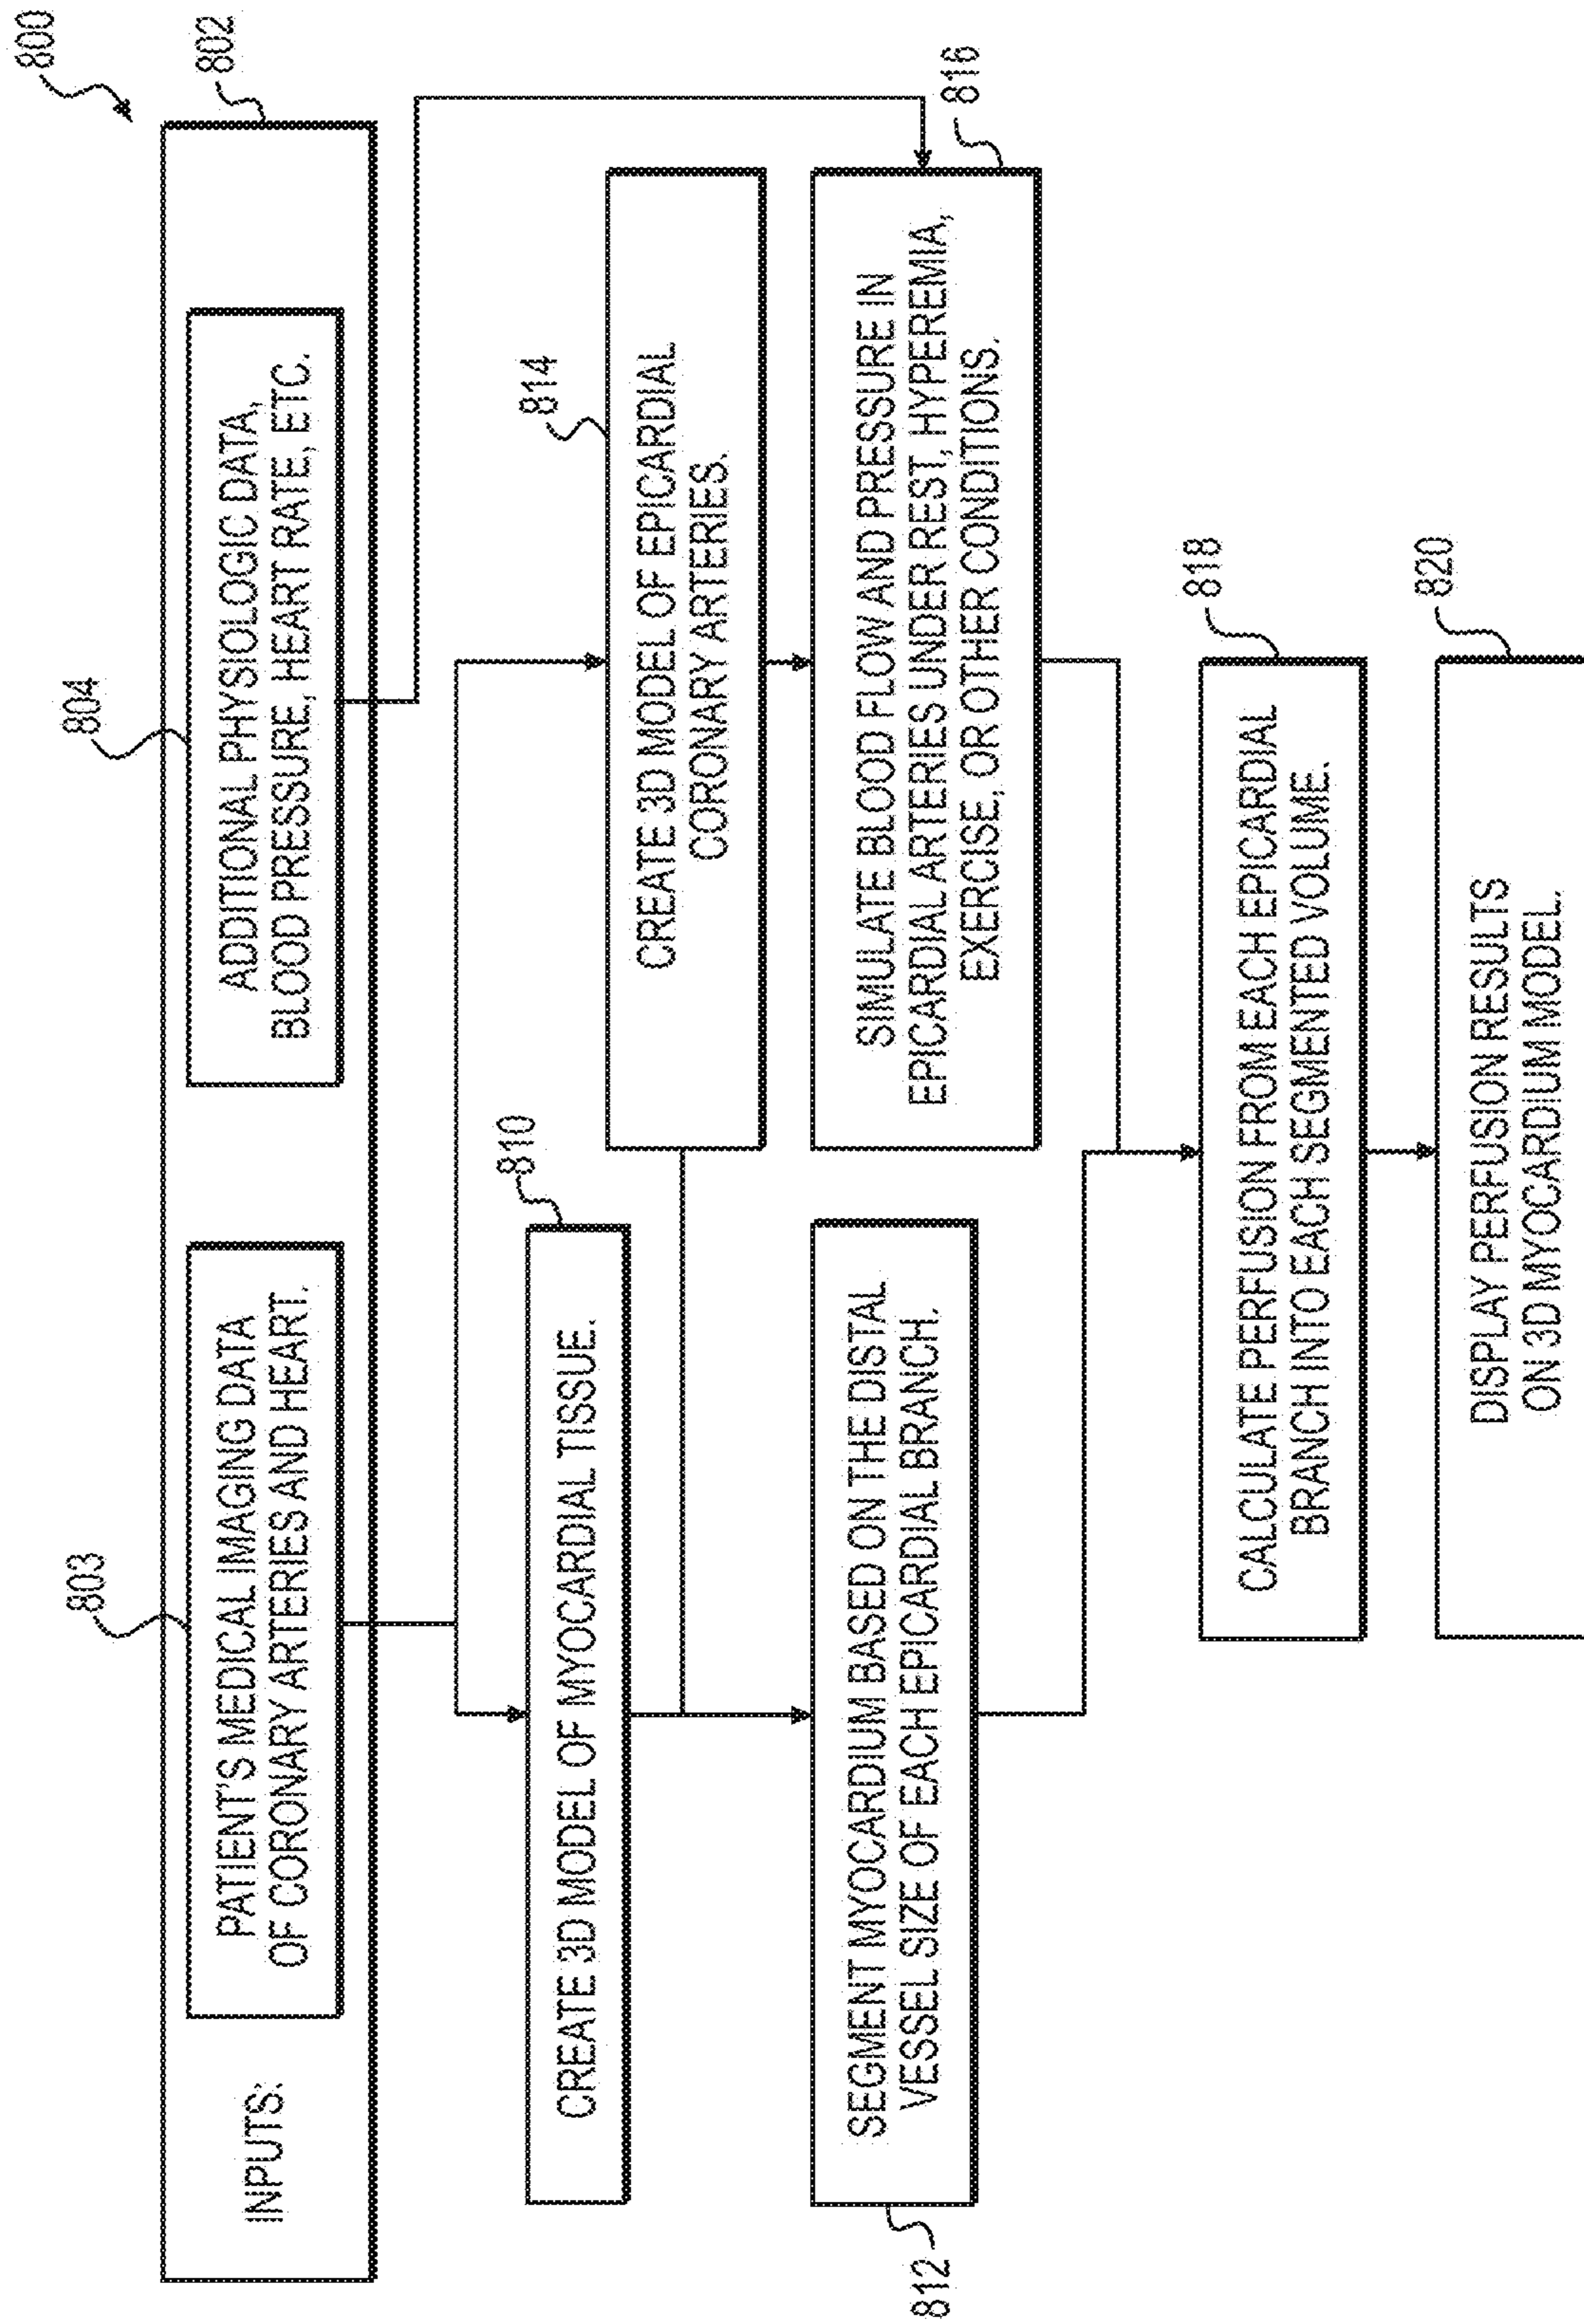 800
802
INPUTS:
803
PATIENT'S MEDICAL IMAGING DATA
OF CORONARY ARTERIES AND HEART.
804
ADDITIONAL PHYSIOLOGIC DATA,
BLOOD PRESSURE, HEART RATE, ETC.
810
CREATE 3D MODEL OF MYOCARDIAL TISSUE.
814
CREATE 3D MODEL OF EPICARDIAL
CORONARY ARTERIES.
812
SEGMENT MYOCARDIUM BASED ON THE DISTAL
VESSEL SIZE OF EACH EPICARDIAL BRANCH.
816
SIMULATE BLOOD FLOW AND PRESSURE IN
EPICARDIAL ARTERIES UNDER REST, HYPEREMIA,
EXERCISE, OR OTHER CONDITIONS.
818
CALCULATE PERFUSION FROM EACH EPICARDIAL
BRANCH INTO EACH SEGMENTED VOLUME.
820
DISPLAY PERFUSION RESULTS
ON 3D MYOCARDIUM MODEL.